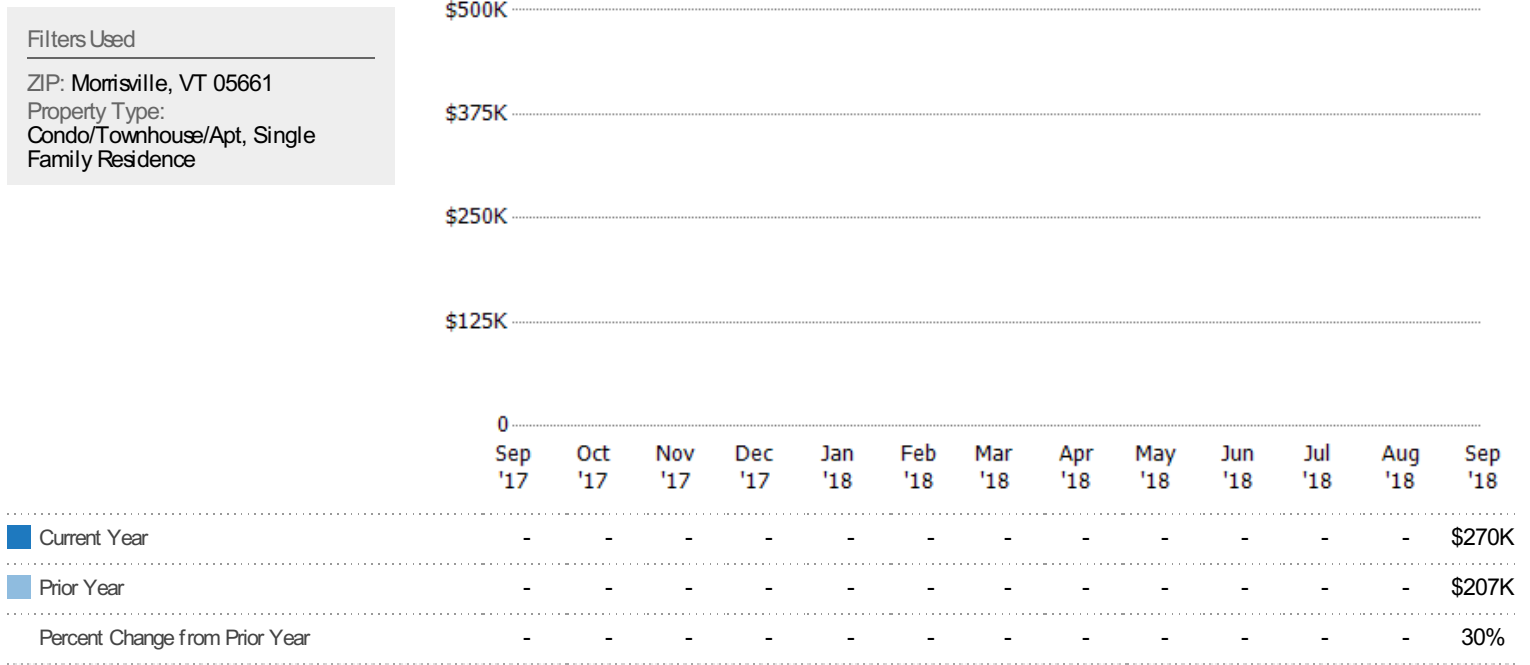 Filters Used
ZIP: Morrisville, VT 05661
Property Type:
Condo/Townhouse/Apt, Single
Family Residence
$500K
$375K
$250K
$125K
0
Sep Oct Nov Dec Jan Feb Mar Apr May Jun Jul Aug Sep
'17 '17 '17 '17 '18 '18 '18 '18 '18 '18 '18 '18 '18
Current Year - - - - - - - - - - - - $270K
Prior Year - - - - - - - - - - - - $207K
Percent Change from Prior Year - - - - - - - - - - - - 30%